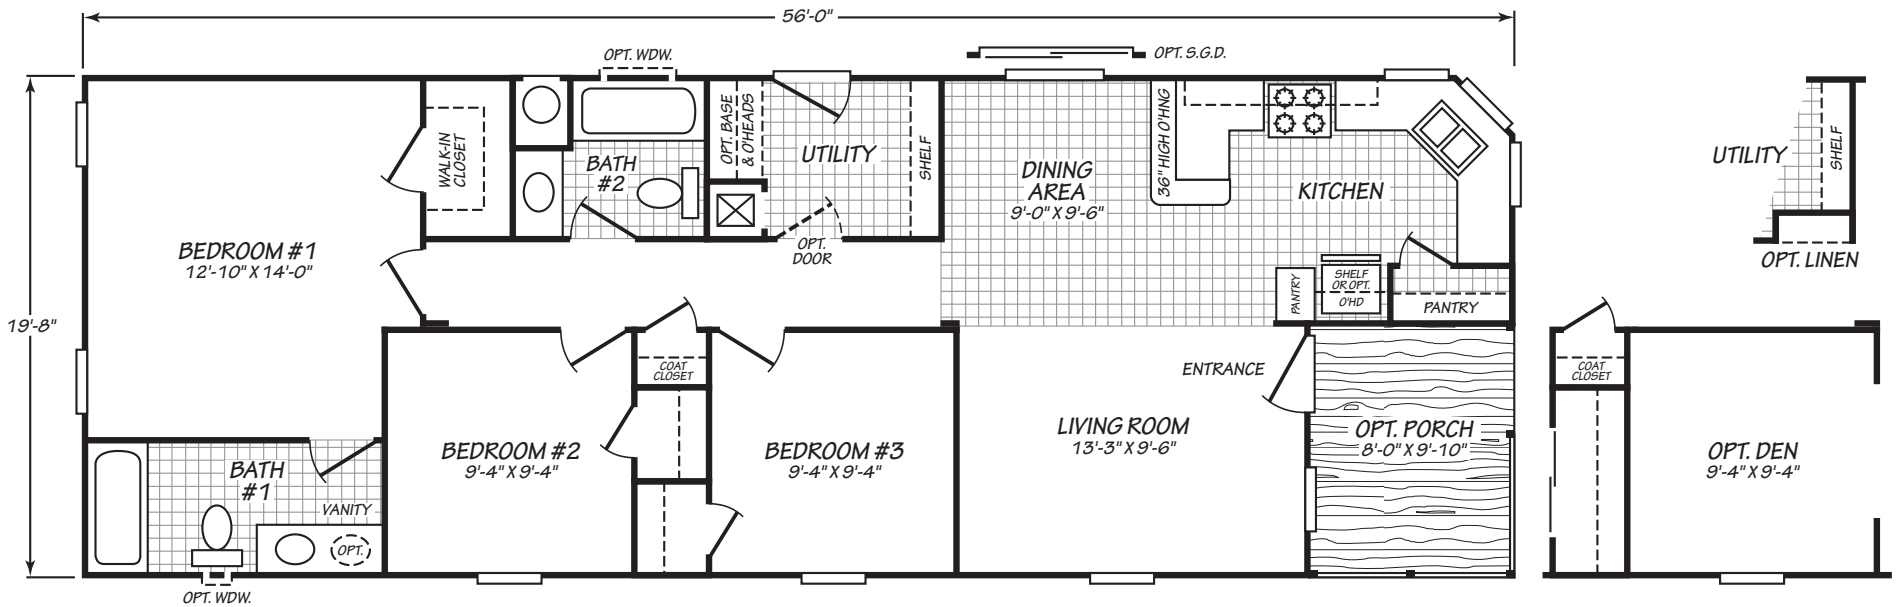 56'-0"
OPT. WDW.
OPT. S.G.D.
WALK-IN
CLOSET
BATH
#2
OPT. BASE
& O'HEADS
UTILITY
SHELF
DINING
AREA
9'-0" X 9'-6"
36" HIGH O'HNG
KITCHEN
UTILITY
SHELF
OPT. LINEN
BEDROOM #1
12'-10" X 14'-0"
OPT.
DOOR
PANTRY
SHELF
OR OPT.
O'HD
PANTRY
19'-8"
COAT
CLOSET
ENTRANCE
COAT
CLOSET
BEDROOM #2
9'-4" X 9'-4"
BEDROOM #3
9'-4" X 9'-4"
LIVING ROOM
13'-3" X 9'-6"
OPT. PORCH
8'-0" X 9'-10"
OPT. DEN
9'-4" X 9'-4"
BATH
#1
VANITY
OPT.
OPT. WDW.